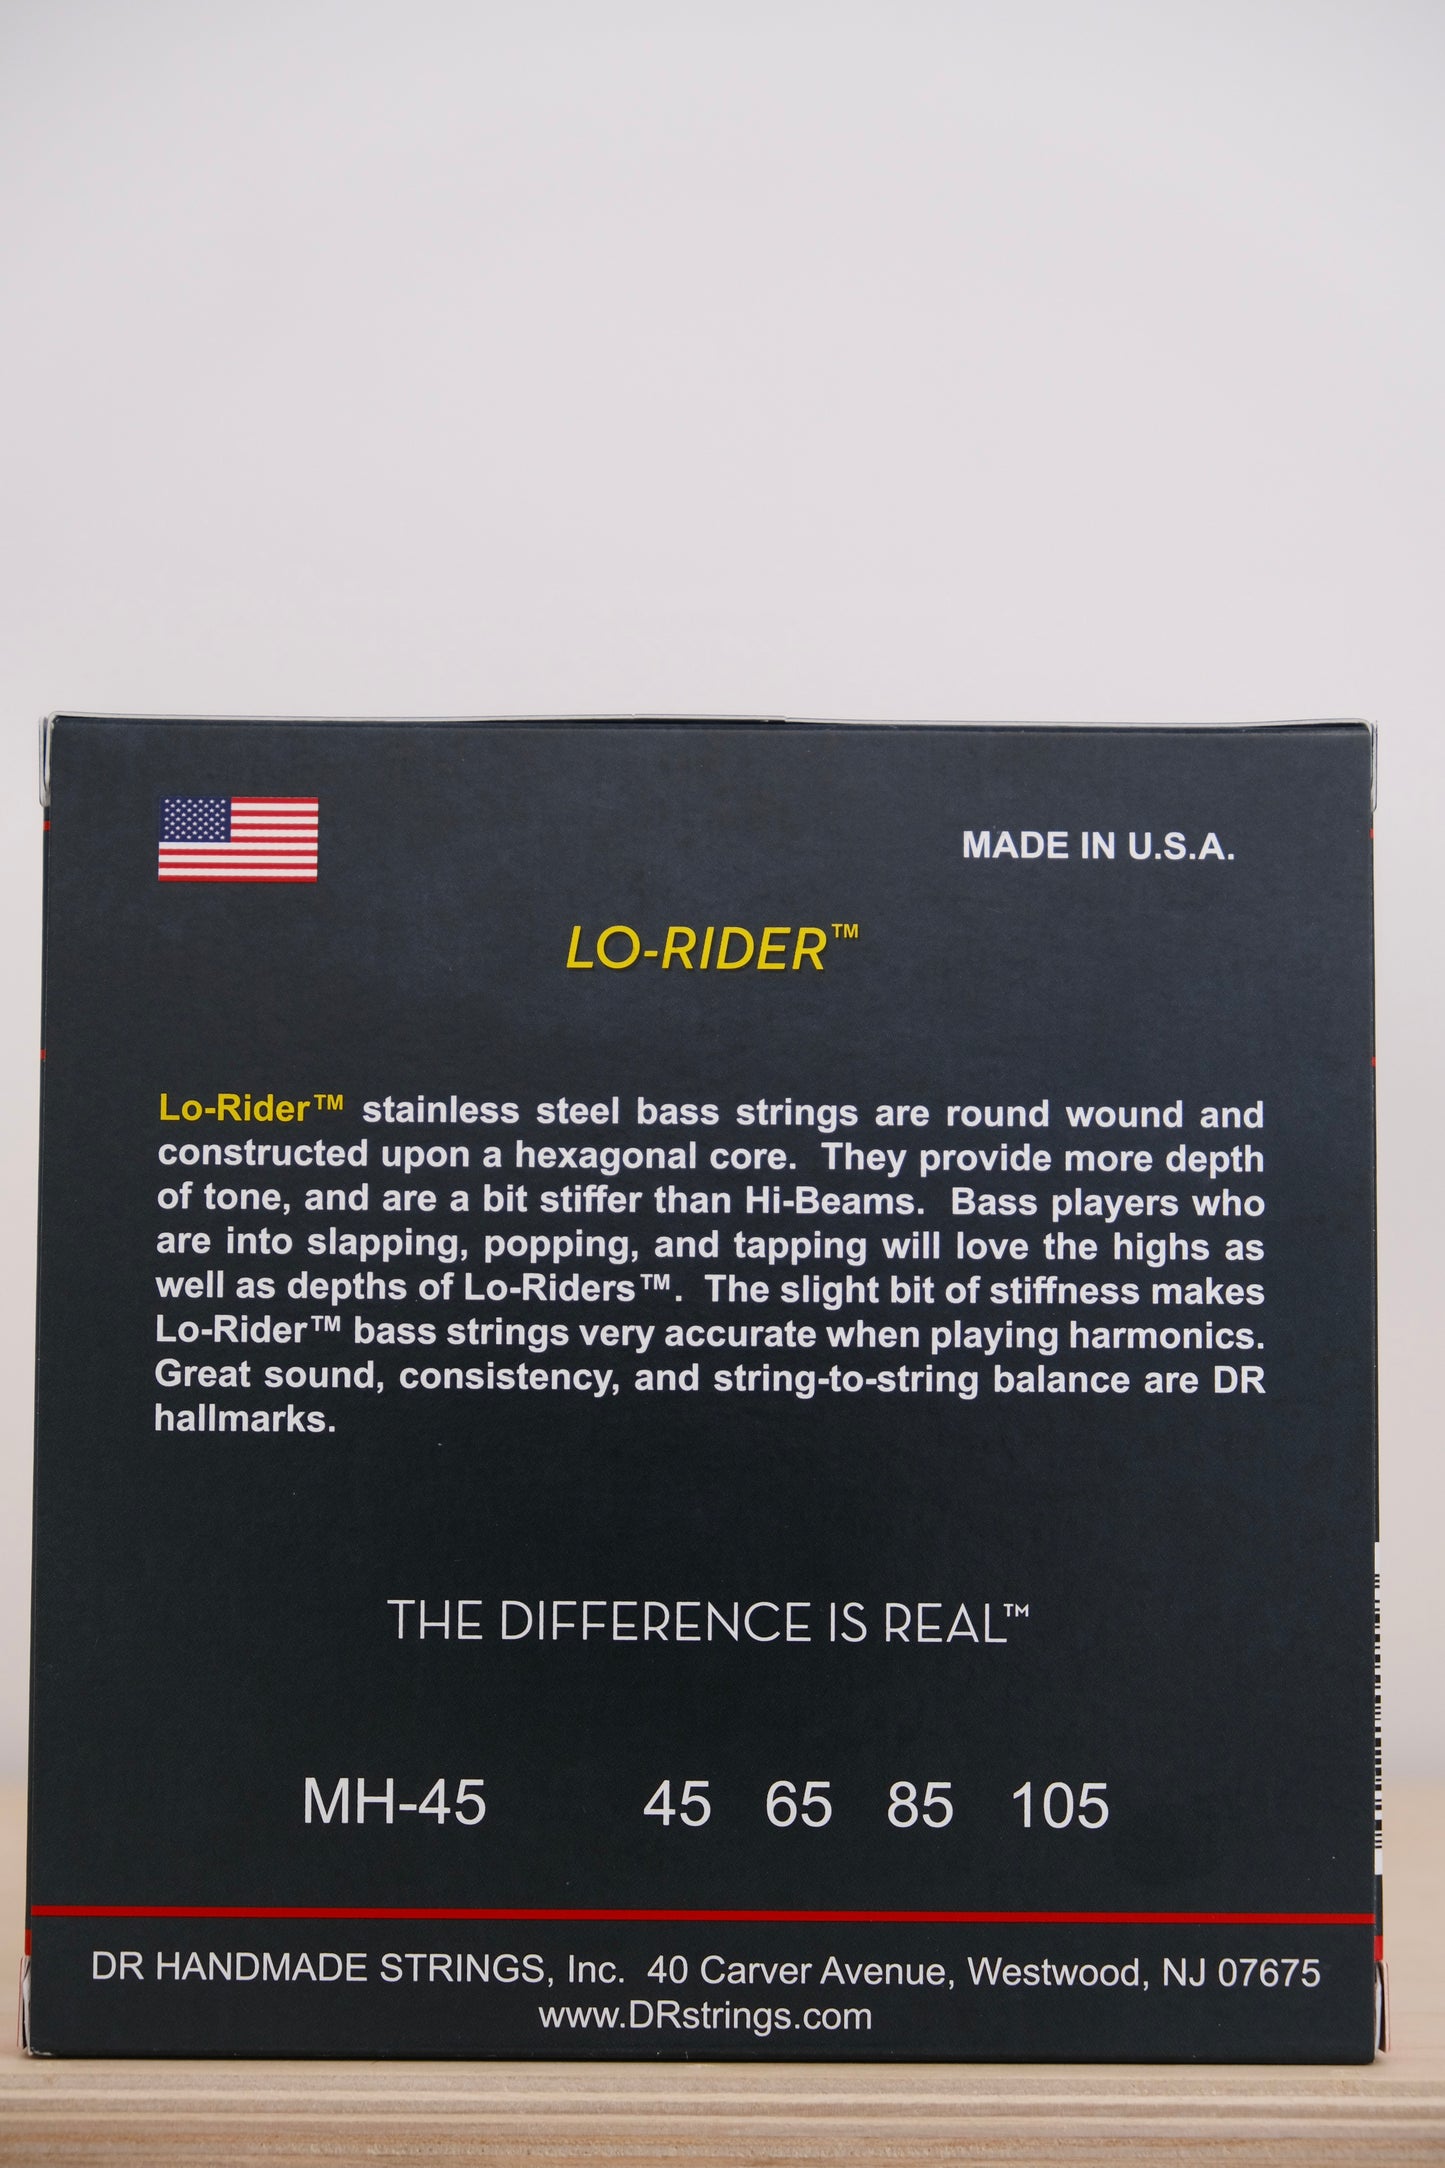 MADE IN U.S.A.
LO-RIDER™
Lo-Rider™ stainless steel bass strings are round wound and
constructed upon a hexagonal core. They provide more depth
of tone, and are a bit stiffer than Hi-Beams. Bass players who
are into slapping, popping, and tapping will love the highs as
well as depths of Lo-Riders™. The slight bit of stiffness makes
Lo-Rider™ bass strings very accurate when playing harmonics.
Great sound, consistency, and string-to-string balance are DR
hallmarks.
THE DIFFERENCE IS REAL™
MH-45 45 65 85 105
DR HANDMADE STRINGS, Inc. 40 Carver Avenue, Westwood, NJ 07675
www.DRstrings.com